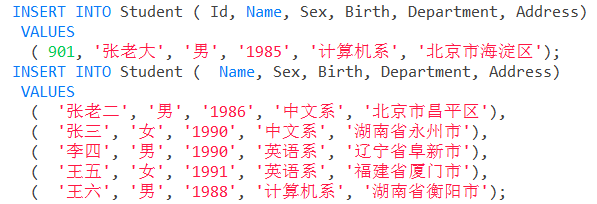 INSERT INTO Student ( Id, Name, Sex, Birth, Department, Address)
VALUES
( 901, '张老大', '男', '1985', '计算机系', '北京市海淀区');
INSERT INTO Student (  Name, Sex, Birth, Department, Address)
VALUES
(  '张老二', '男', '1986', '中文系', '北京市昌平区'),
(  '张三', '女', '1990', '中文系', '湖南省永州市'),
(  '李四', '男', '1990', '英语系', '辽宁省阜新市'),
(  '王五', '女', '1991', '英语系', '福建省厦门市'),
(  '王六', '男', '1988', '计算机系', '湖南省衡阳市');